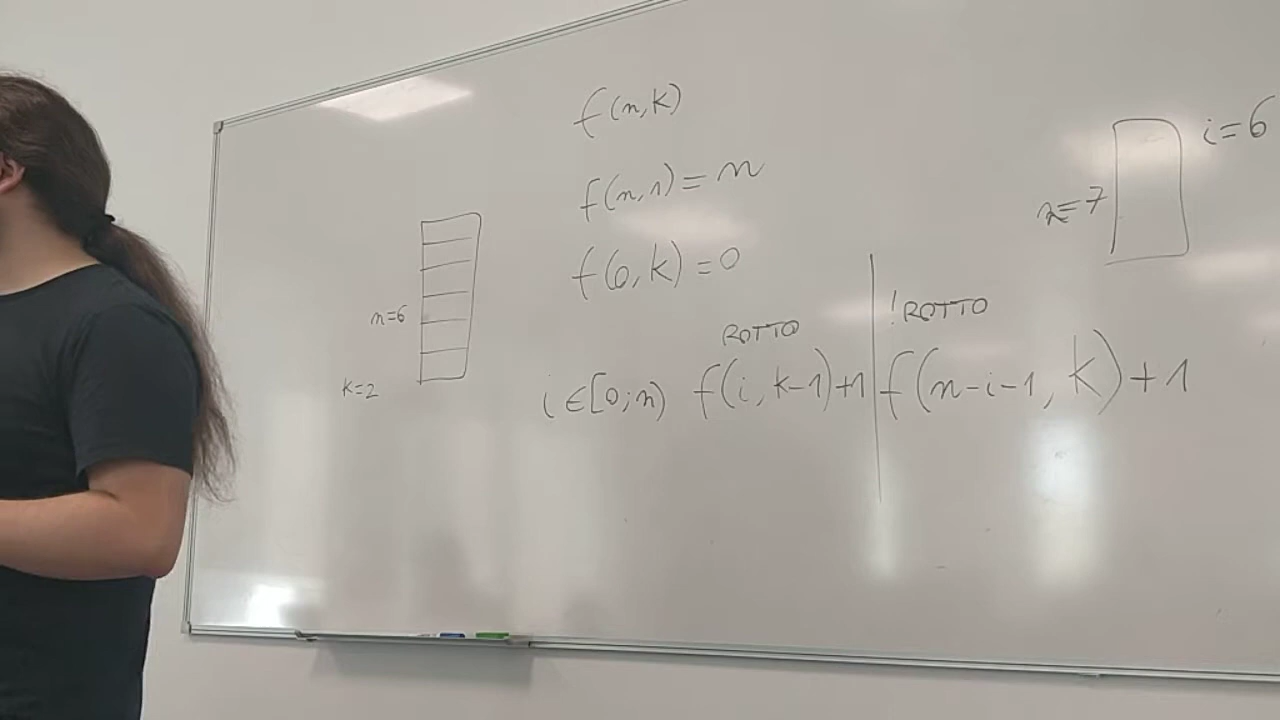 f(n,k)
f(n,1)=n
f(0,k)=0
n=6
k=2
ROTTO
!ROTTO
i∈[0;n) f(i,k-1)+1 | f(n-i-1,k)+1
i=6
n=7